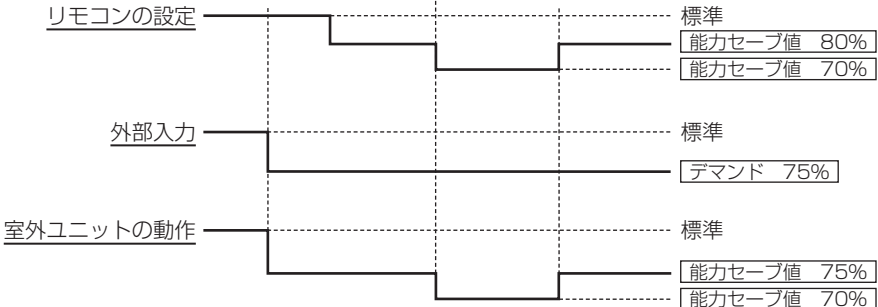 リモコンの設定
標準
能力セーブ値 80%
能力セーブ値 70%
外部入力
標準
デマンド 75%
室外ユニットの動作
標準
能力セーブ値 75%
能力セーブ値 70%